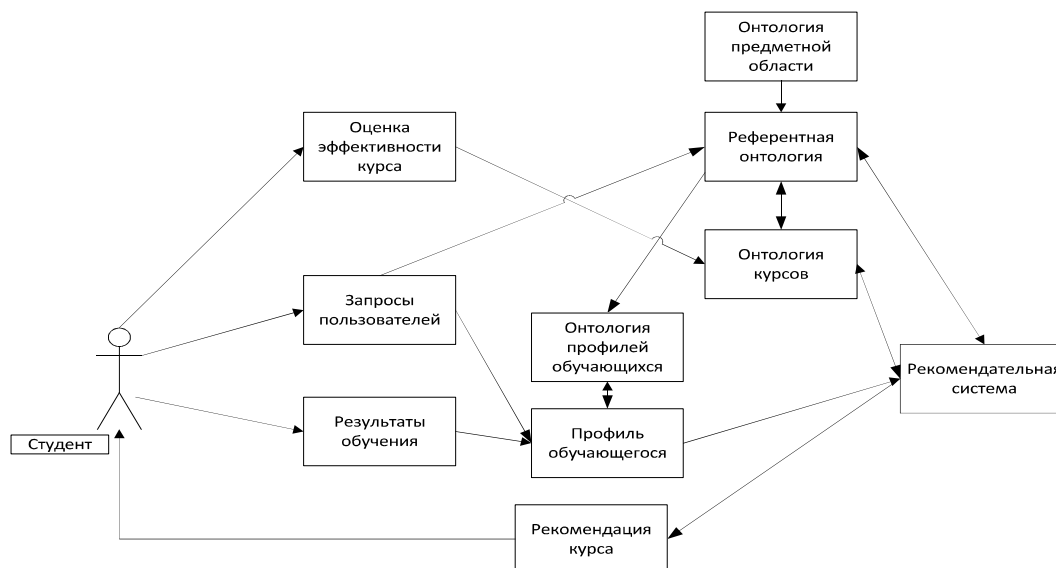 Онтология
предметной
области
Оценка
эффективности
курса
Референтная
онтология
Онтология
курсов
Запросы
пользователей
Онтология
профилей
обучающихся
Рекомендательная
система
Результаты
обучения
Профиль
обучающегося
Студент
Рекомендация
курса